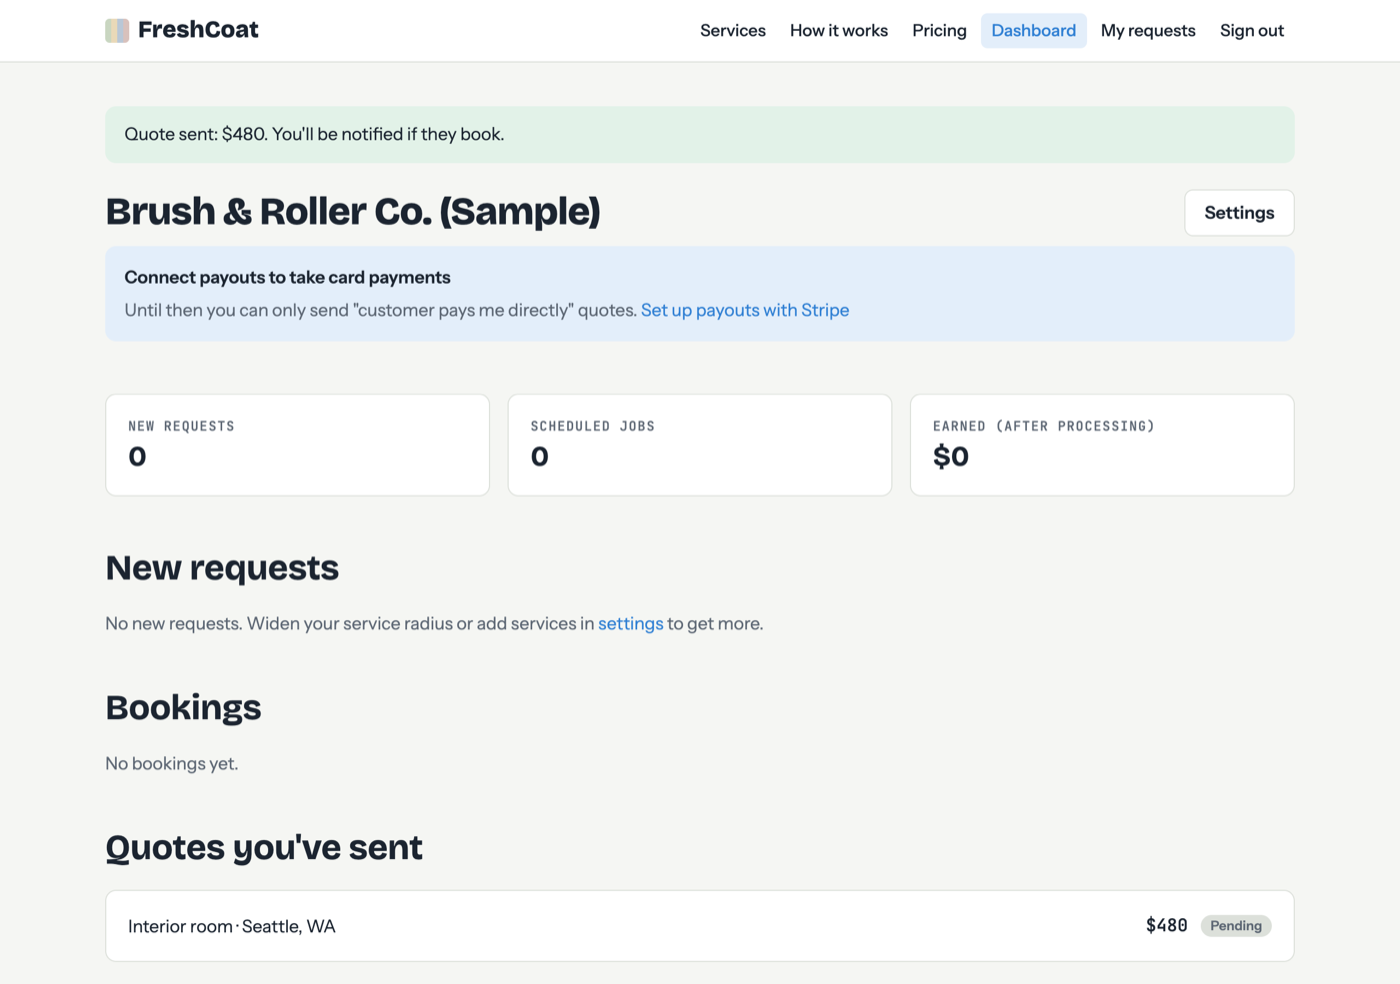 FreshCoat
Services How it works Pricing Dashboard My requests Sign out
Quote sent: $480. You'll be notified if they book.
Brush & Roller Co. (Sample)
Settings
Connect payouts to take card payments
Until then you can only send "customer pays me directly" quotes. Set up payouts with Stripe
NEW REQUESTS
0
SCHEDULED JOBS
0
EARNED (AFTER PROCESSING)
$0
New requests
No new requests. Widen your service radius or add services in settings to get more.
Bookings
No bookings yet.
Quotes you've sent
Interior room · Seattle, WA
$480 Pending